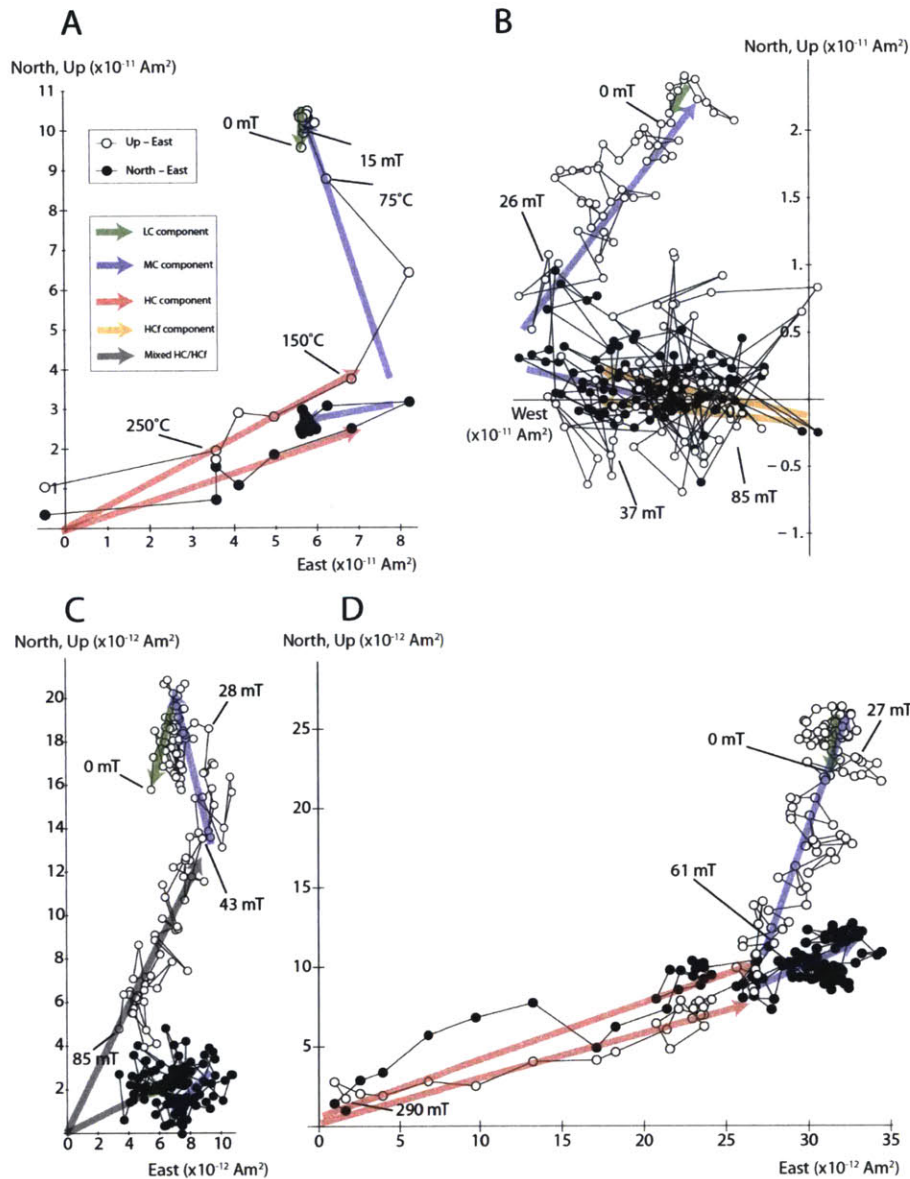 A
North, Up (x10⁻¹¹ Am²)
11
10
9
8
7
6
5
4
3
2
1
0 1 2 3 4 5 6 7 8
East (x10⁻¹¹ Am²)
0 mT
15 mT
75°C
150°C
250°C
Up – East
North – East
LC component
MC component
HC component
HCf component
Mixed HC/HCf
B
North, Up (x10⁻¹¹ Am²)
0 mT
26 mT
2.
1.5
1.
0.5
West
(x10⁻¹¹ Am²)
0.5
37 mT
85 mT
– 0.5
– 1.
C
North, Up (x10⁻¹² Am²)
20
18
16
14
12
10
8
6
4
2
0 2 4 6 8 10
East (x10⁻¹² Am²)
28 mT
0 mT
43 mT
85 mT
D
North, Up (x10⁻¹² Am²)
25
20
15
10
5
0 5 10 15 20 25 30 35
East (x10⁻¹² Am²)
27 mT
0 mT
61 mT
290 mT